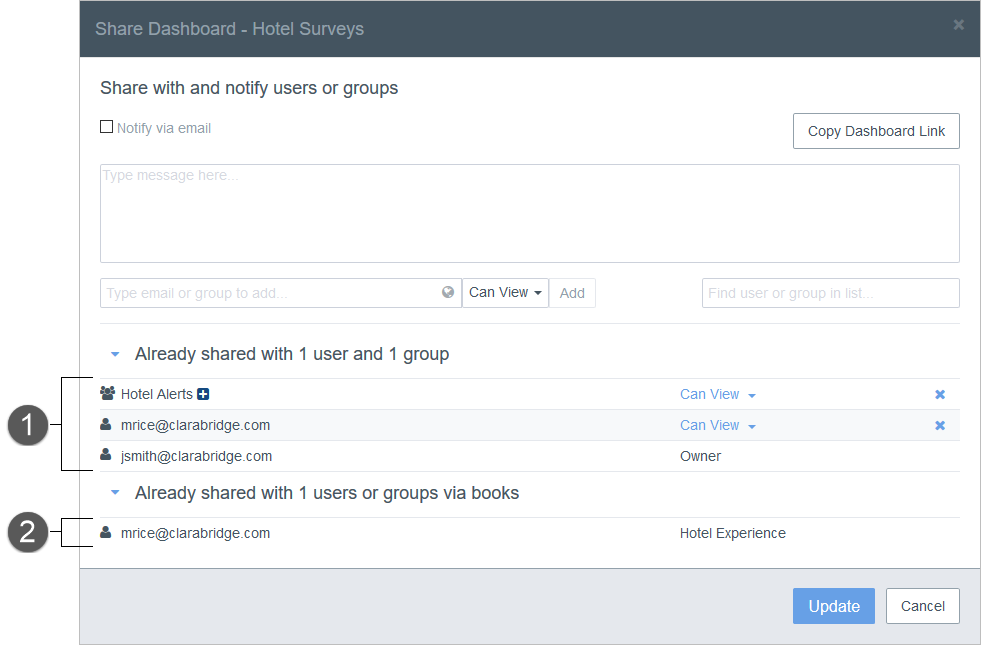 Share Dashboard - Hotel Surveys
Share with and notify users or groups
Notify via email
Copy Dashboard Link
Type message here...
Type email or group to add...
Can View
Add
Find user or group in list...
Already shared with 1 user and 1 group
Hotel Alerts
Can View
1
mrice@clarabridge.com
Can View
jsmith@clarabridge.com
Owner
Already shared with 1 users or groups via books
2
mrice@clarabridge.com
Hotel Experience
Update
Cancel